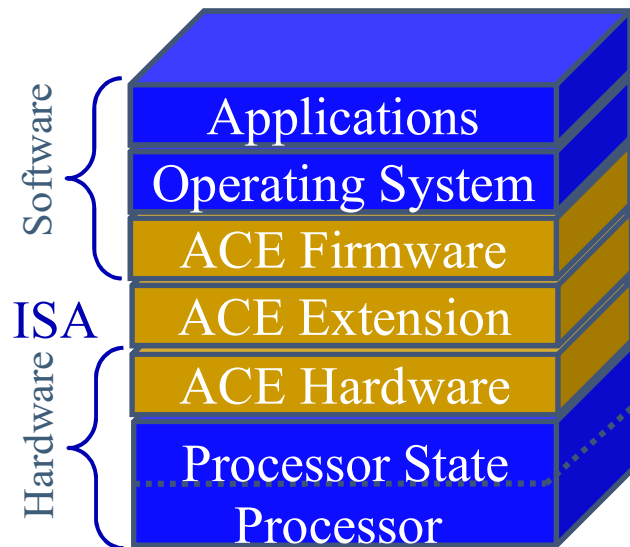 Software
Applications
Operating System
ACE Firmware
ISA
ACE Extension
Hardware
ACE Hardware
Processor State
Processor